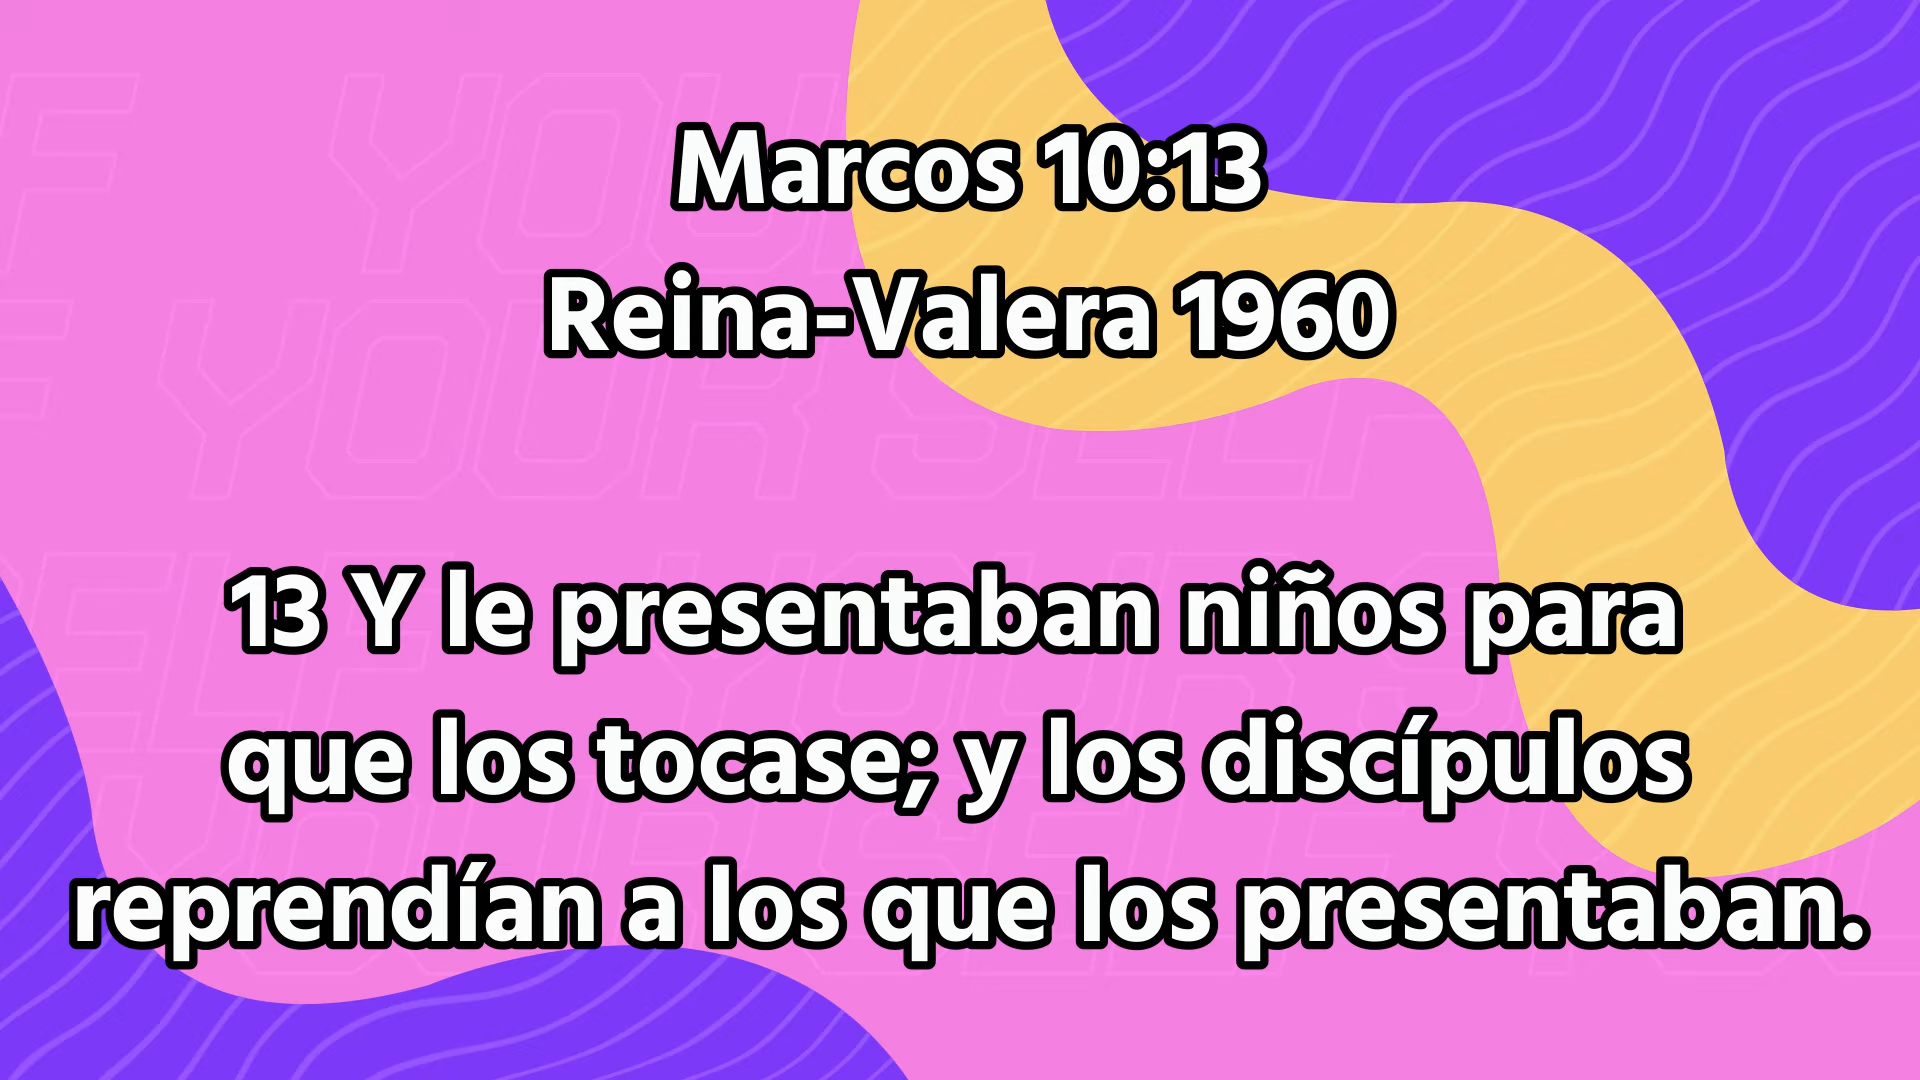 Marcos 10:13
Reina-Valera 1960
13 Y le presentaban niños para
que los tocase; y los discípulos
reprendían a los que los presentaban.